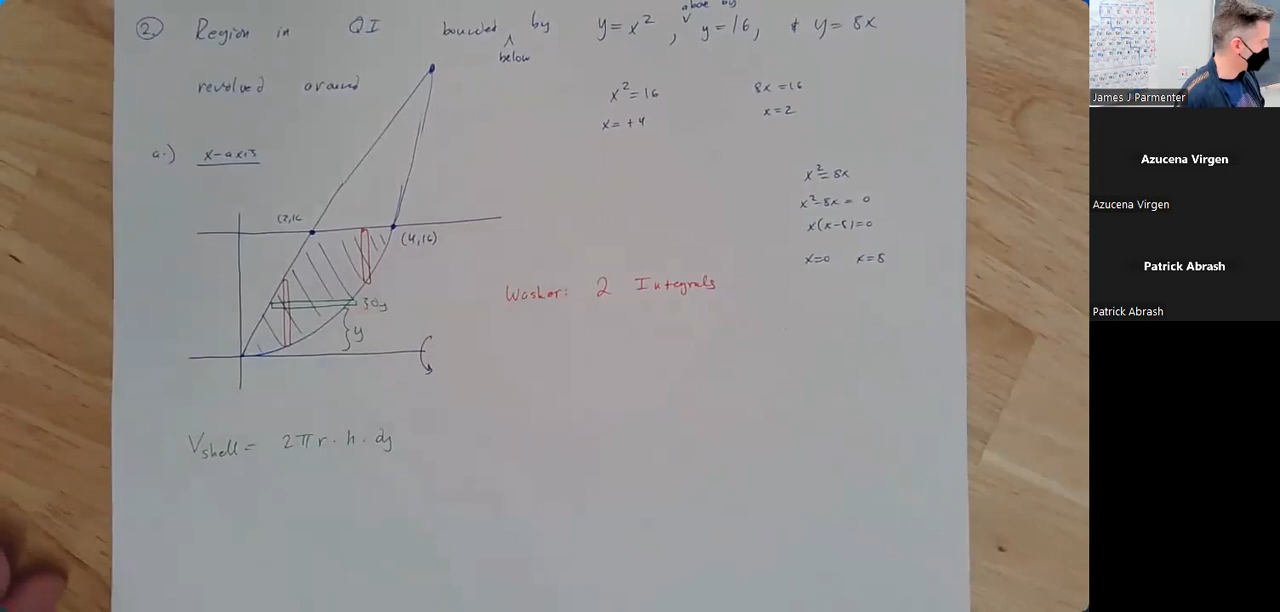 ② Region in QI bounded by y=x², y=16, & y=8x
above by
below
revolved around
x²=16
x=+4
8x=16
x=2
a.) x-axis
x²=8x
x²-8x=0
x(x-8)=0
x=0 x=8
(2,16
(4,16)
Washer: 2 Integrals
}dy
}y
V shell = 2πr·h·dy
James J Parmenter
Azucena Virgen
Azucena Virgen
Patrick Abrash
Patrick Abrash